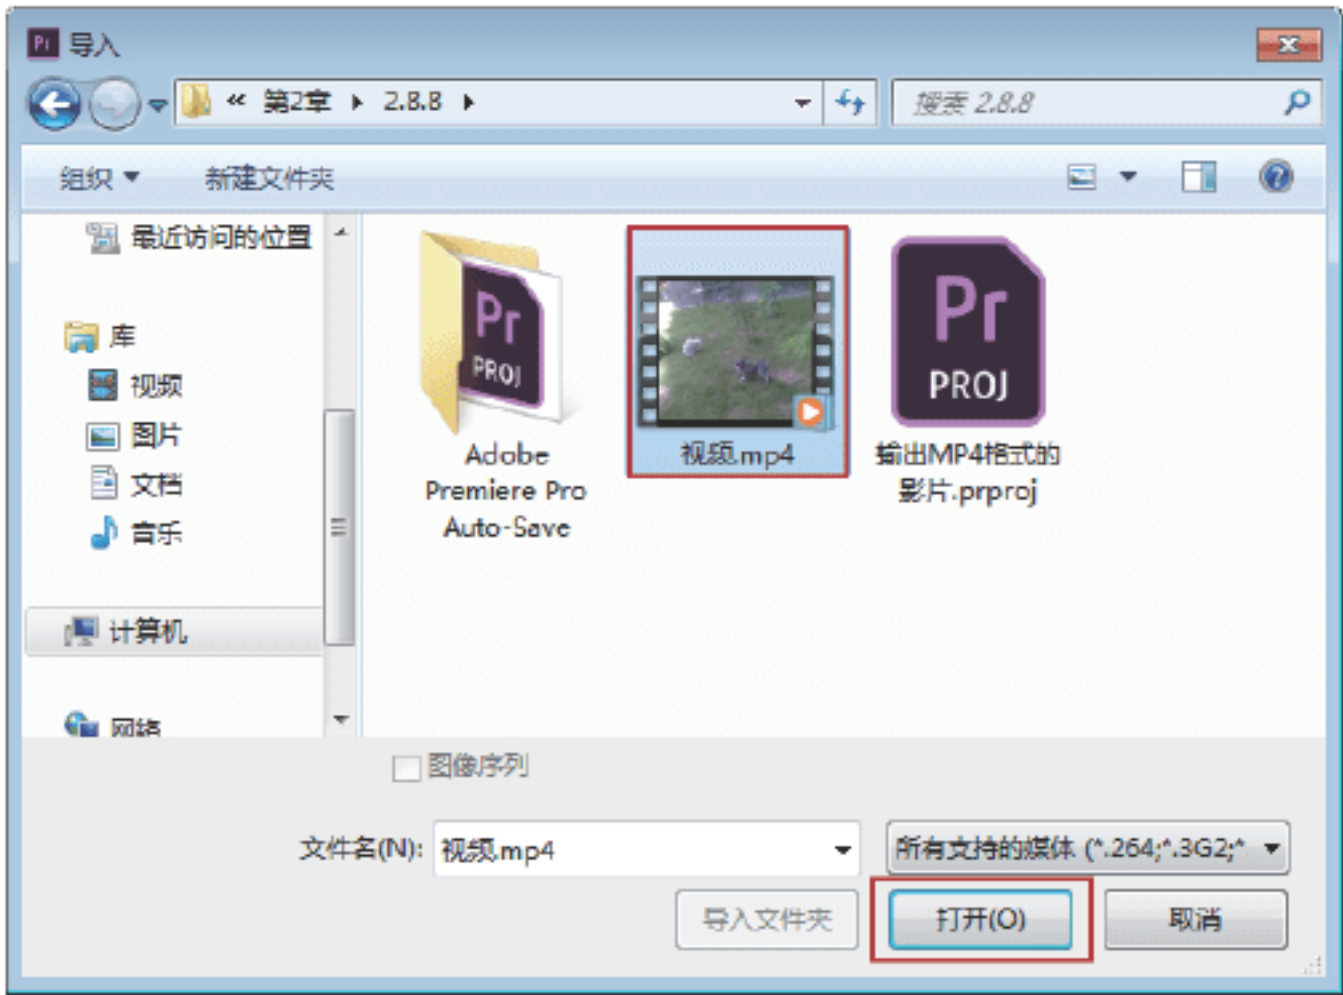 Pr 导入
« 第2章 ▸ 2.8.8 ▸
搜索 2.8.8
组织 新建文件夹
最近访问的位置
库
视频
图片
文档
音乐
计算机
网络
Pr
PROJ
Adobe
Premiere Pro
Auto-Save
视频.mp4
Pr
PROJ
输出MP4格式的
影片.prproj
图像序列
文件名(N): 视频.mp4
所有支持的媒体 (*.264;*.3G2;*
导入文件夹 打开(O) 取消